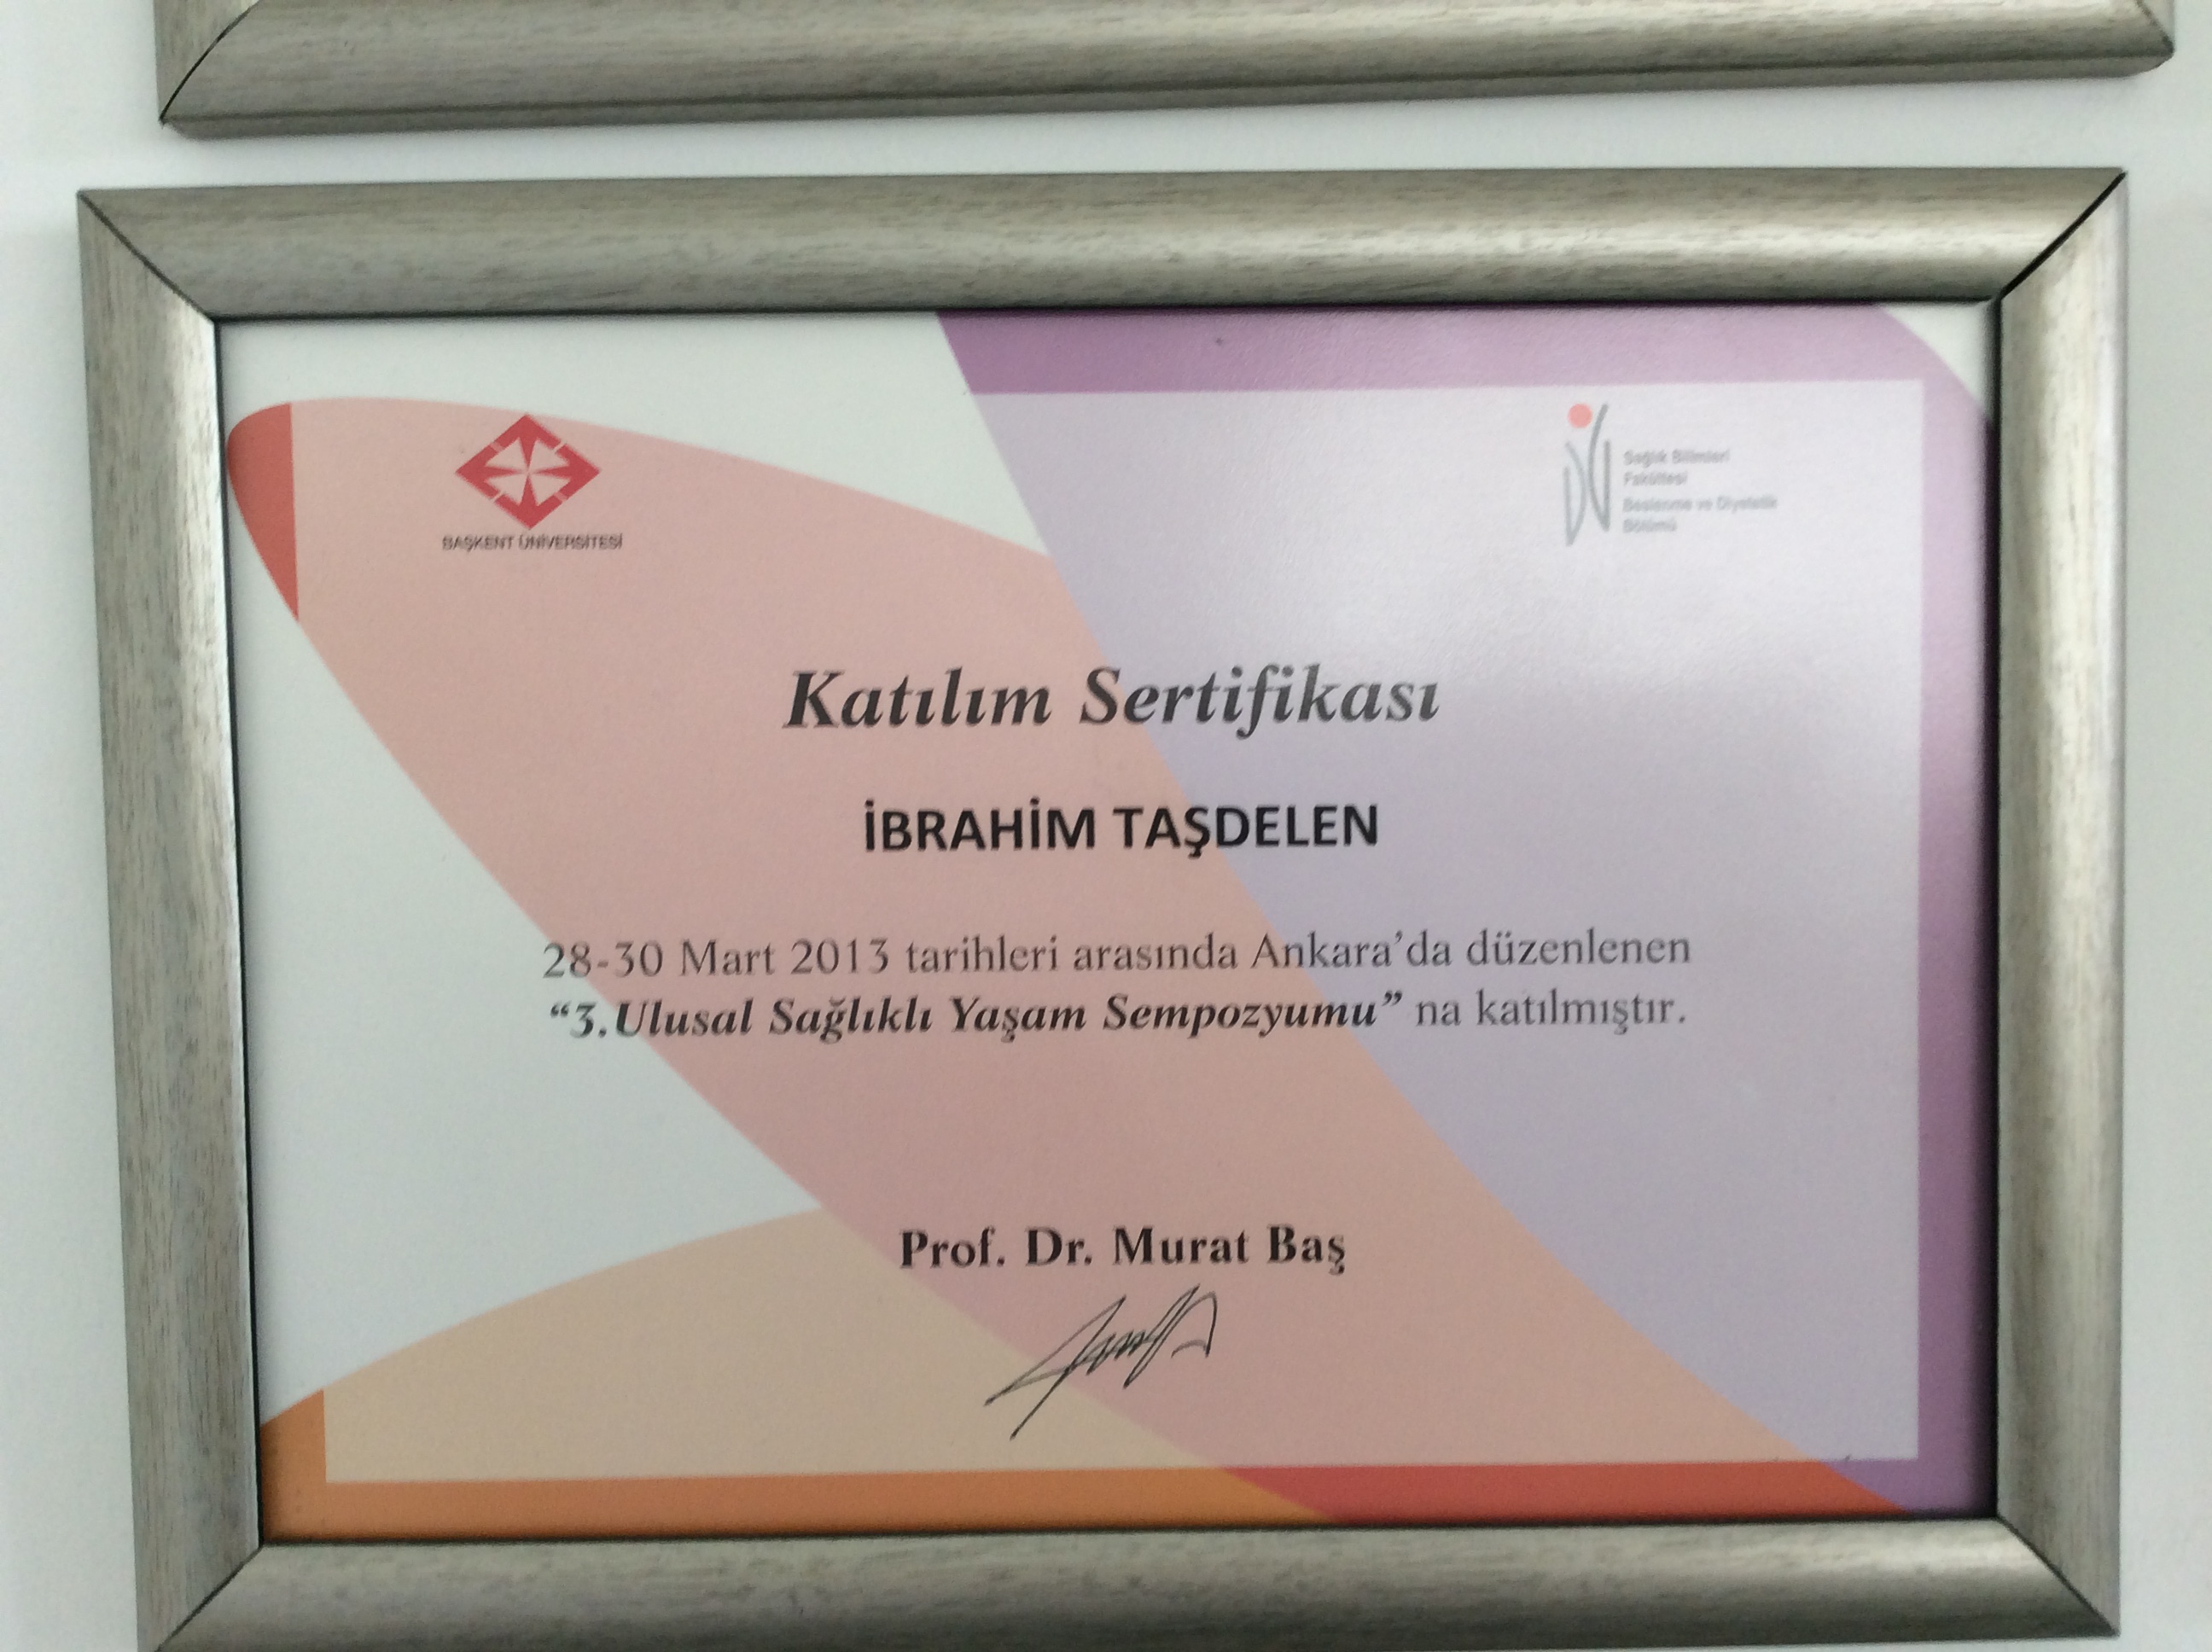 BAŞKENT ÜNİVERSİTESİ
Sağlık Bilimleri
Fakültesi
Beslenme ve Diyetetik
Bölümü
Katılım Sertifikası
İBRAHİM TAŞDELEN
28-30 Mart 2013 tarihleri arasında Ankara’da düzenlenen
“3.Ulusal Sağlıklı Yaşam Sempozyumu” na katılmıştır.
Prof. Dr. Murat Baş